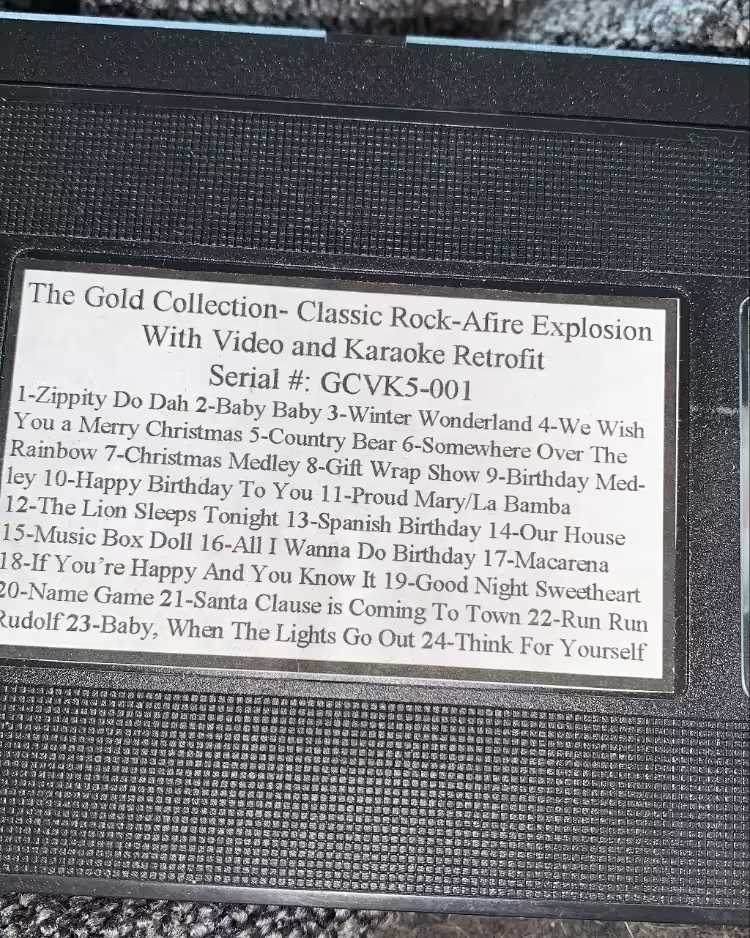 The Gold Collection- Classic Rock-Afire Explosion
With Video and Karaoke Retrofit
Serial #: GCVK5-001
1-Zippity Do Dah 2-Baby Baby 3-Winter Wonderland 4-We Wish
You a Merry Christmas 5-Country Bear 6-Somewhere Over The
Rainbow 7-Christmas Medley 8-Gift Wrap Show 9-Birthday Med-
ley 10-Happy Birthday To You 11-Proud Mary/La Bamba
12-The Lion Sleeps Tonight 13-Spanish Birthday 14-Our House
15-Music Box Doll 16-All I Wanna Do Birthday 17-Macarena
18-If You're Happy And You Know It 19-Good Night Sweetheart
20-Name Game 21-Santa Clause is Coming To Town 22-Run Run
Rudolf 23-Baby, When The Lights Go Out 24-Think For Yourself